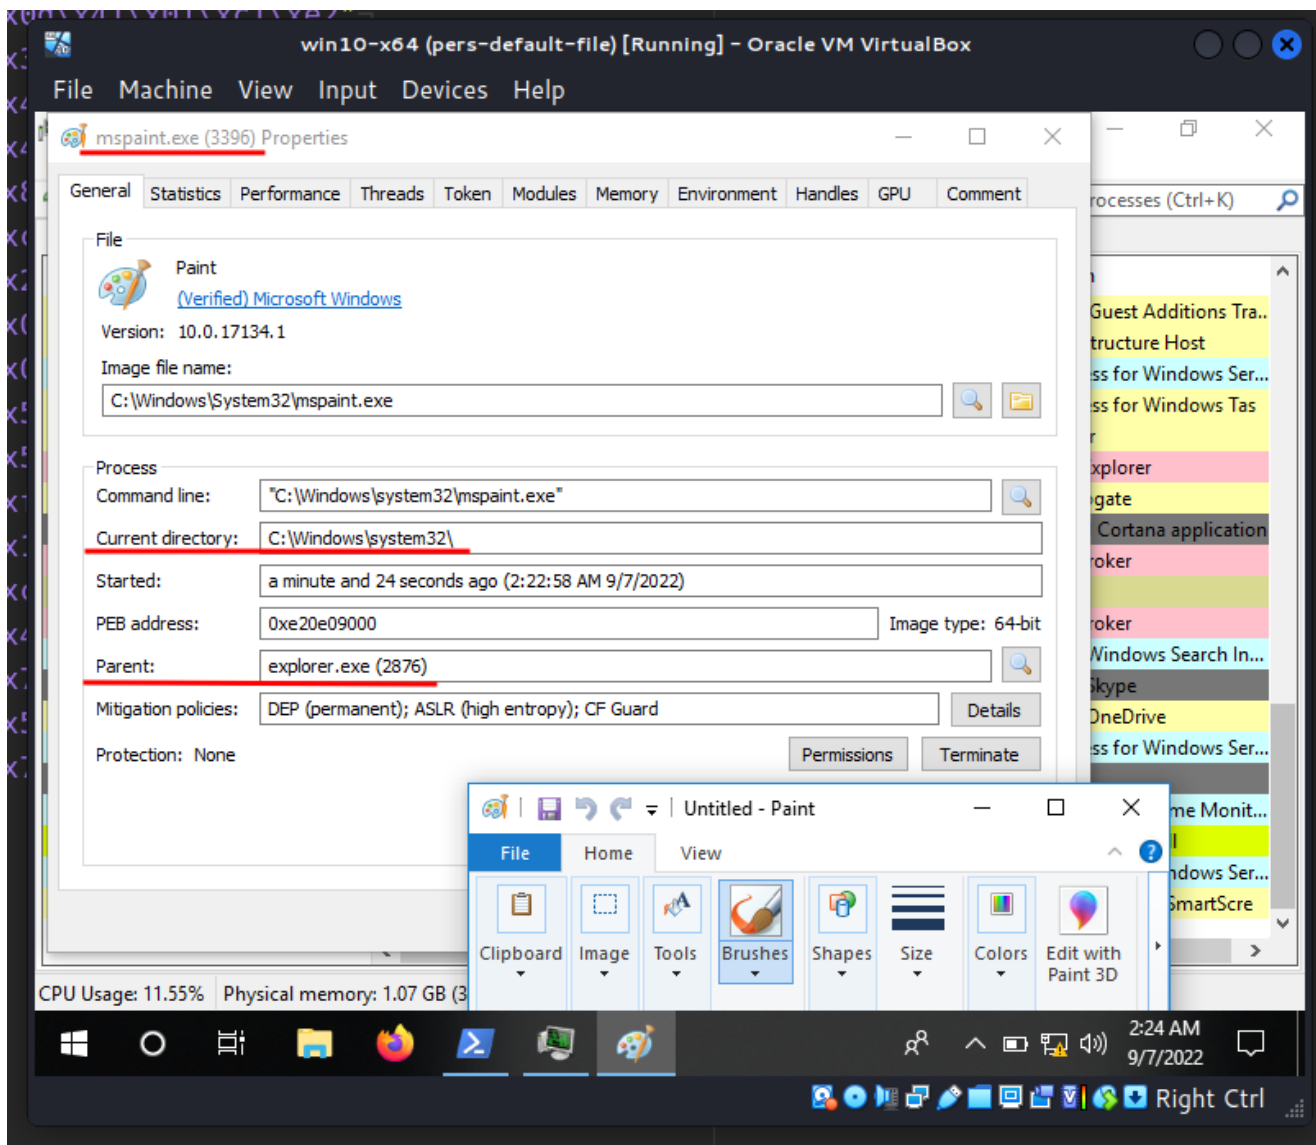 win10-x64 (pers-default-file) [Running] - Oracle VM VirtualBox
File Machine View Input Devices Help
mspaint.exe (3396) Properties
General Statistics Performance Threads Token Modules Memory Environment Handles GPU Comment
rocesses (Ctrl+K)
File
Paint
(Verified) Microsoft Windows
Version: 10.0.17134.1
Image file name:
C:\Windows\System32\mspaint.exe
Process
Command line: "C:\Windows\system32\mspaint.exe"
Current directory: C:\Windows\system32\
Started: a minute and 24 seconds ago (2:22:58 AM 9/7/2022)
PEB address: 0xe20e09000 Image type: 64-bit
Parent: explorer.exe (2876)
Mitigation policies: DEP (permanent); ASLR (high entropy); CF Guard Details
Protection: None Permissions Terminate
Guest Additions Tra..
tructure Host
ss for Windows Ser...
ss for Windows Tas
r
xplorer
gate
Cortana application
roker
roker
Windows Search In...
Skype
OneDrive
ss for Windows Ser...
me Monit...
l
ndows Ser...
SmartScre
Untitled - Paint
File Home View
Clipboard Image Tools Brushes Shapes Size Colors Edit with
Paint 3D
CPU Usage: 11.55% Physical memory: 1.07 GB (3
2:24 AM
9/7/2022
Right Ctrl